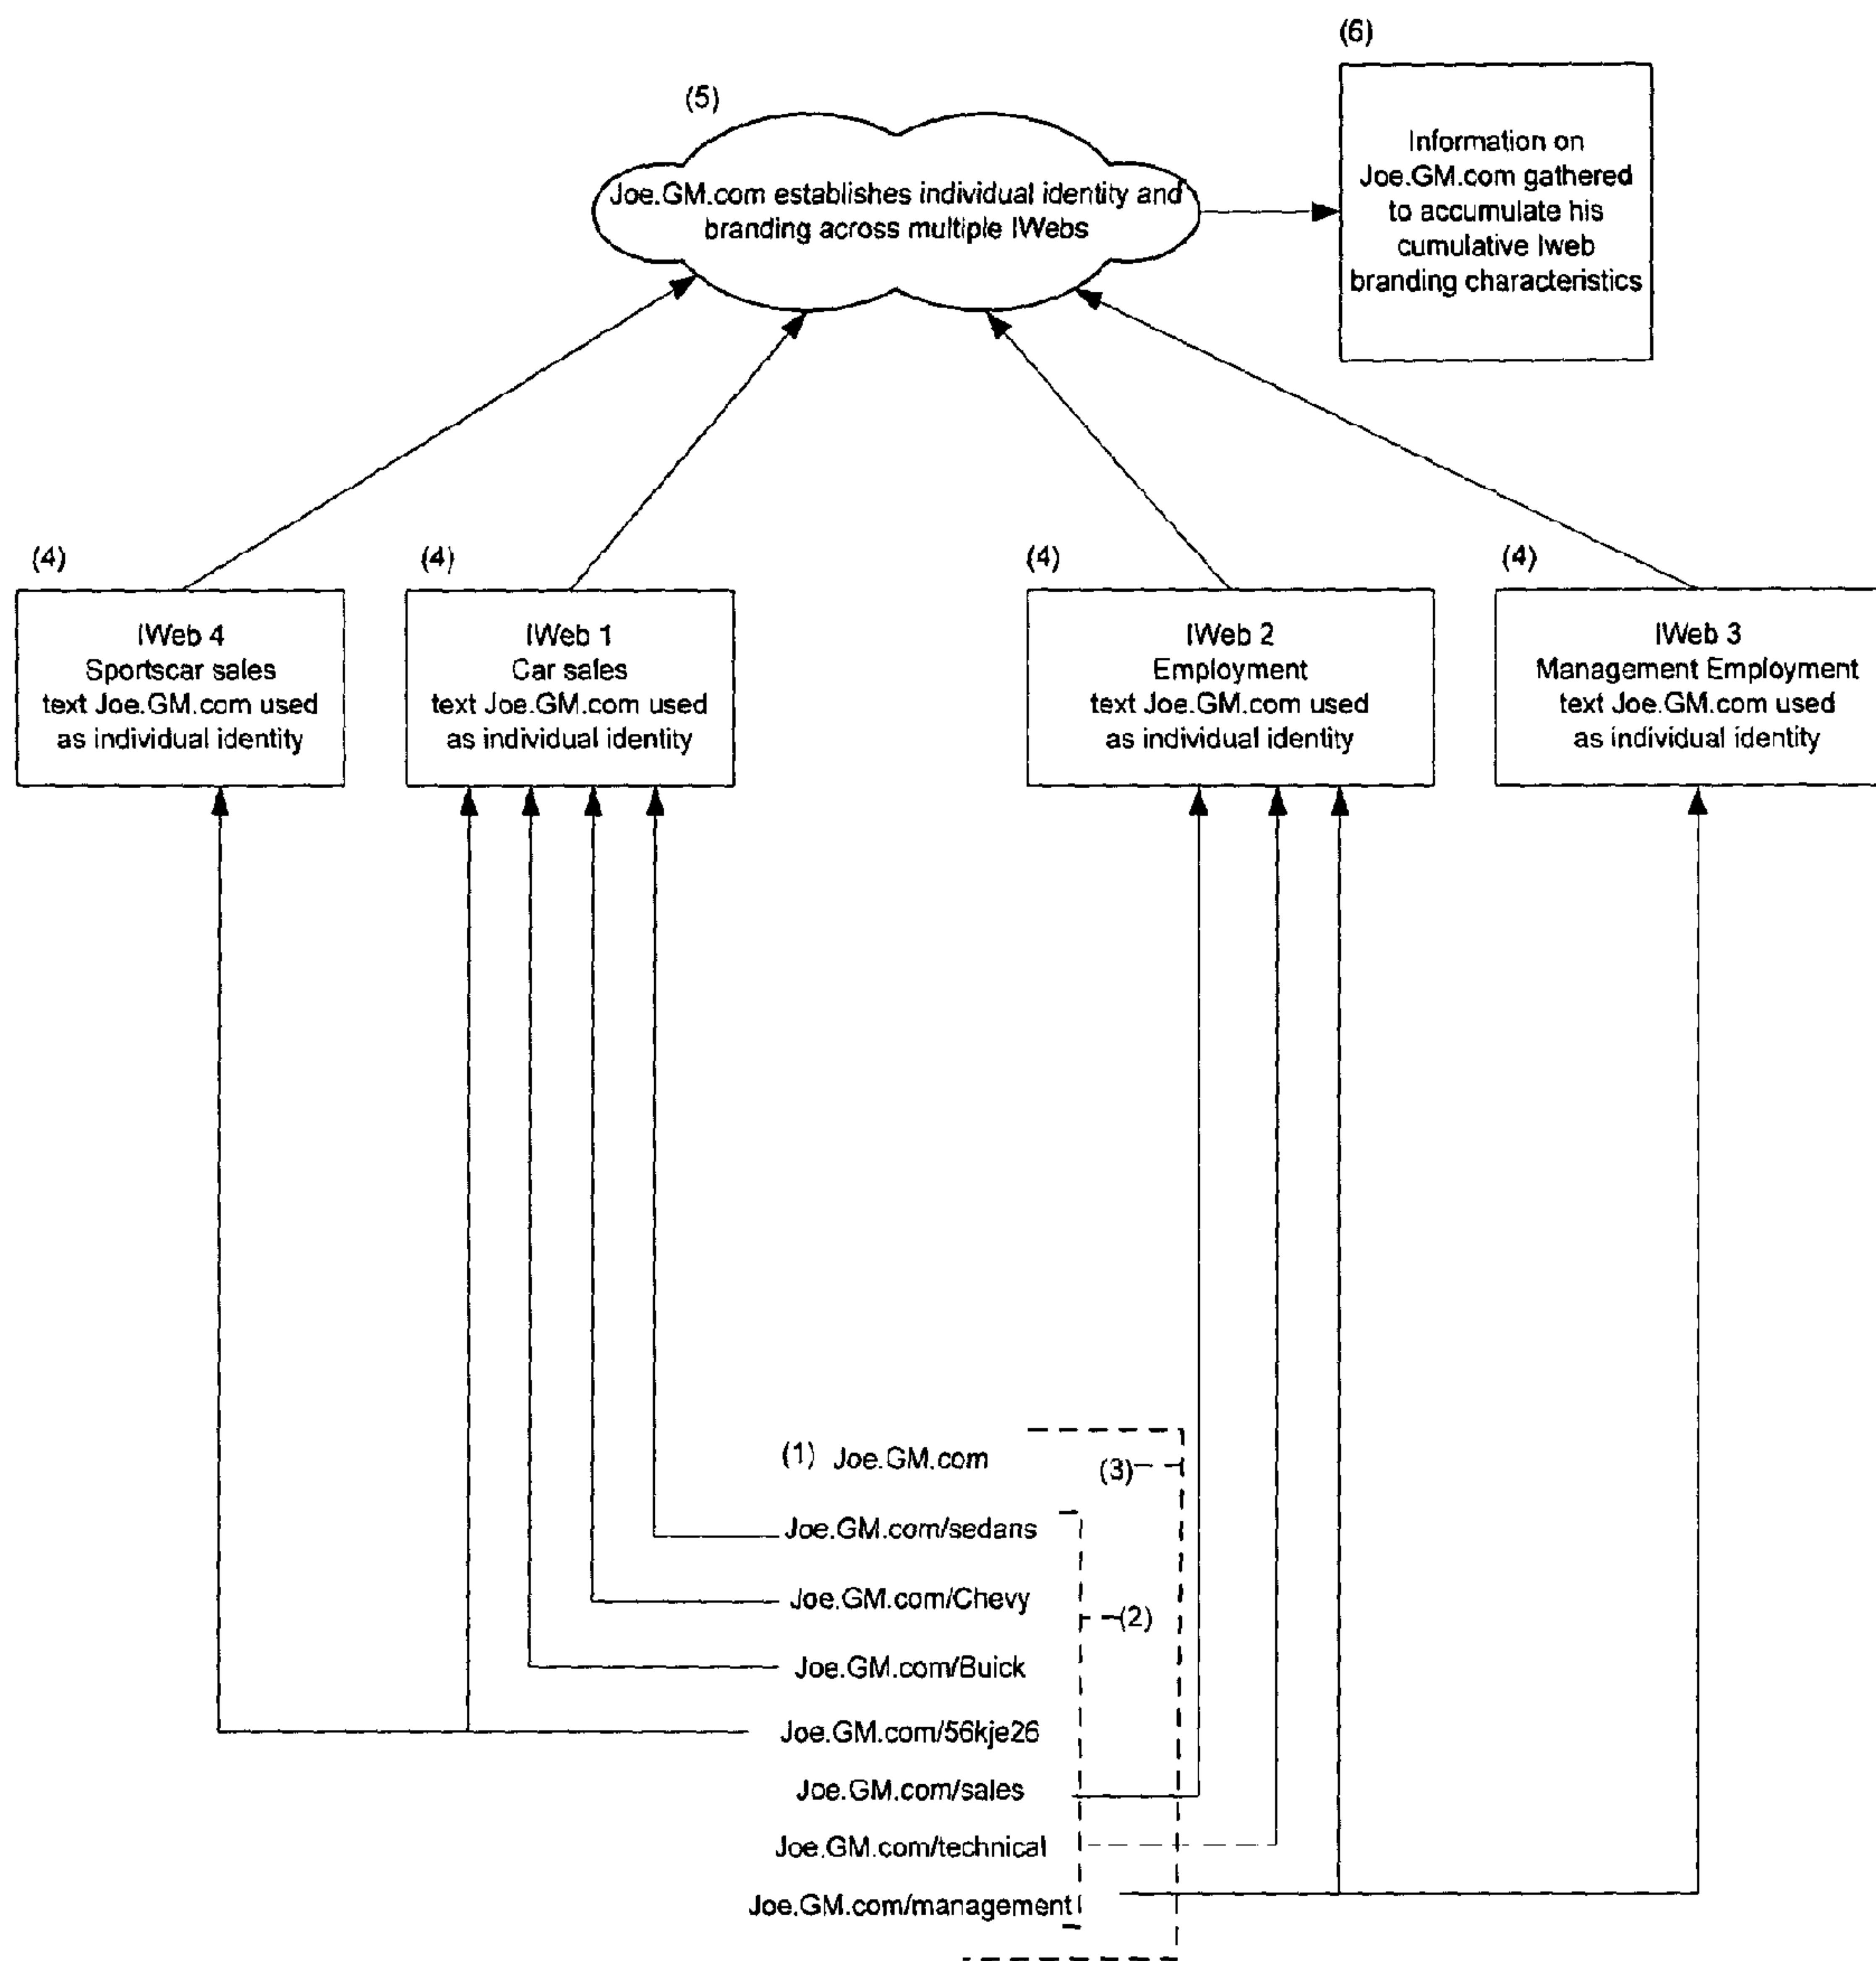 (6)
Information on
Joe.GM.com gathered
to accumulate his
cumulative Iweb
branding characteristics
(5)
Joe.GM.com establishes individual identity and
branding across multiple IWebs
(4)
IWeb 4
Sportscar sales
text Joe.GM.com used
as individual identity
(4)
IWeb 1
Car sales
text Joe.GM.com used
as individual identity
(4)
IWeb 2
Employment
text Joe.GM.com used
as individual identity
(4)
IWeb 3
Management Employment
text Joe.GM.com used
as individual identity
(1) Joe.GM.com
(3)
Joe.GM.com/sedans
Joe.GM.com/Chevy
(2)
Joe.GM.com/Buick
Joe.GM.com/56kje26
Joe.GM.com/sales
Joe.GM.com/technical
Joe.GM.com/management